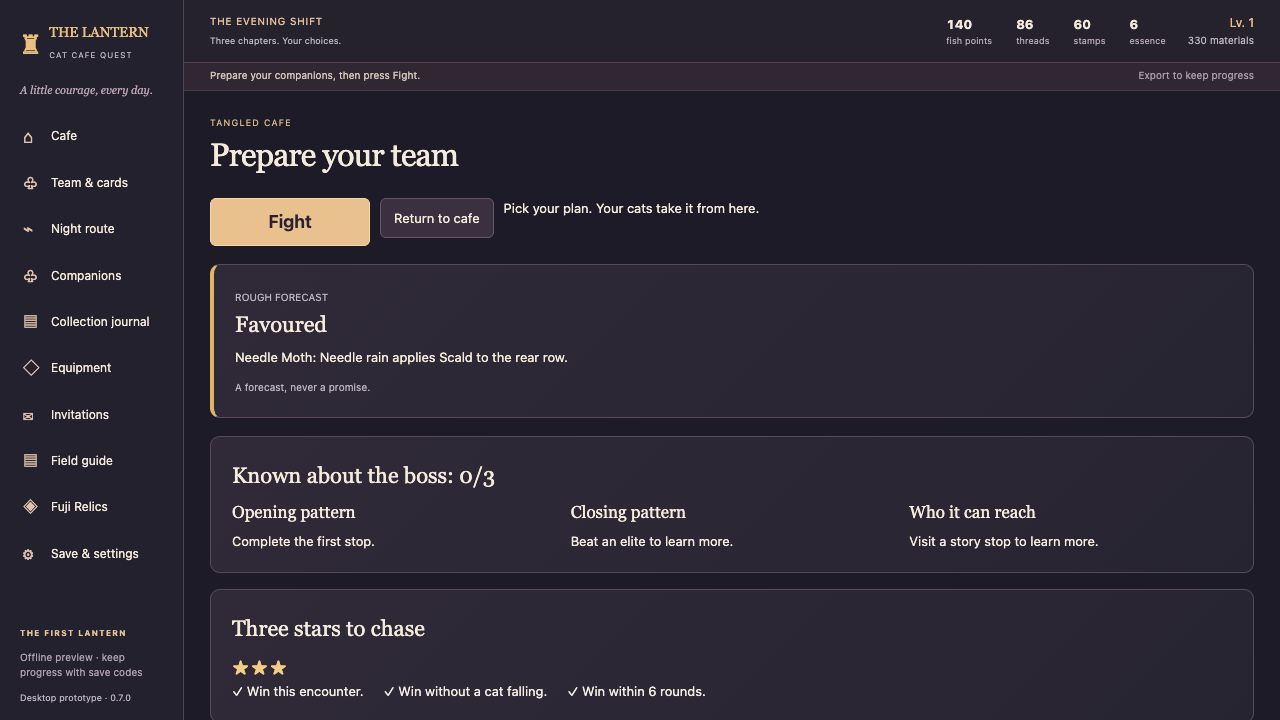 THE LANTERN
CAT CAFE QUEST
A little courage, every day.
Cafe
Team & cards
Night route
Companions
Collection journal
Equipment
Invitations
Field guide
Fuji Relics
Save & settings
THE FIRST LANTERN
Offline preview · keep
progress with save codes
Desktop prototype · 0.7.0
THE EVENING SHIFT
Three chapters. Your choices.
140 fish points
86 threads
60 stamps
6 essence
Lv. 1
330 materials
Prepare your companions, then press Fight.
Export to keep progress
TANGLED CAFE
Prepare your team
Fight
Return to cafe
Pick your plan. Your cats take it from here.
ROUGH FORECAST
Favoured
Needle Moth: Needle rain applies Scald to the rear row.
A forecast, never a promise.
Known about the boss: 0/3
Opening pattern
Complete the first stop.
Closing pattern
Beat an elite to learn more.
Who it can reach
Visit a story stop to learn more.
Three stars to chase
★★★
✓ Win this encounter. ✓ Win without a cat falling. ✓ Win within 6 rounds.